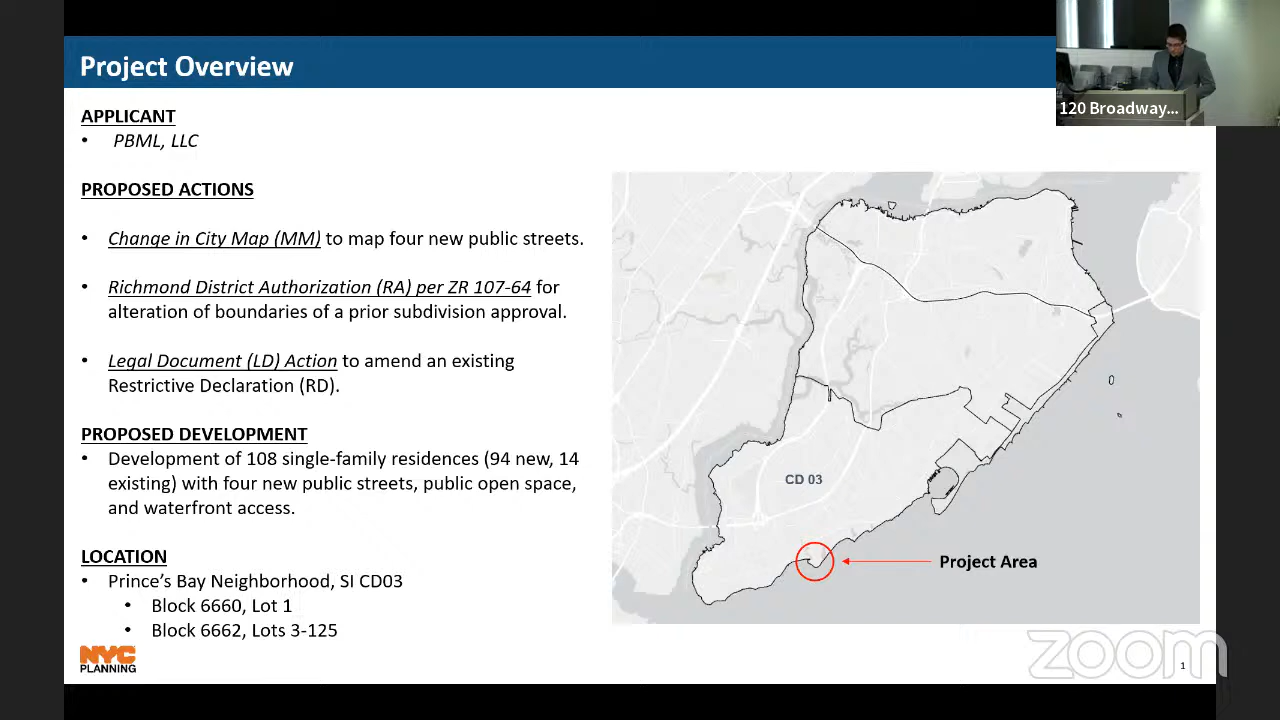 Project Overview
120 Broadway...
APPLICANT
• PBML, LLC
PROPOSED ACTIONS
• Change in City Map (MM) to map four new public streets.
• Richmond District Authorization (RA) per ZR 107-64 for
alteration of boundaries of a prior subdivision approval.
• Legal Document (LD) Action to amend an existing
Restrictive Declaration (RD).
PROPOSED DEVELOPMENT
• Development of 108 single-family residences (94 new, 14
existing) with four new public streets, public open space,
and waterfront access.
LOCATION
• Prince's Bay Neighborhood, SI CD03
• Block 6660, Lot 1
• Block 6662, Lots 3-125
CD 03
Project Area
NYC
PLANNING
zoom
1